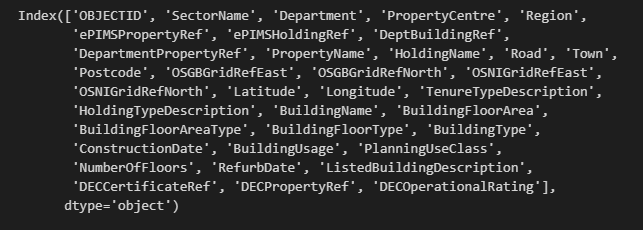 Index(['OBJECTID', 'SectorName', 'Department', 'PropertyCentre', 'Region',
'ePIMSPropertyRef', 'ePIMSHoldingRef', 'DeptBuildingRef',
'DepartmentPropertyRef', 'PropertyName', 'HoldingName', 'Road', 'Town',
'Postcode', 'OSGBGridRefEast', 'OSGBGridRefNorth', 'OSNIGridRefEast',
'OSNIGridRefNorth', 'Latitude', 'Longitude', 'TenureTypeDescription',
'HoldingTypeDescription', 'BuildingName', 'BuildingFloorArea',
'BuildingFloorAreaType', 'BuildingFloorType', 'BuildingType',
'ConstructionDate', 'BuildingUsage', 'PlanningUseClass',
'NumberOfFloors', 'RefurbDate', 'ListedBuildingDescription',
'DECCertificateRef', 'DECPropertyRef', 'DECOperationalRating'],
dtype='object')